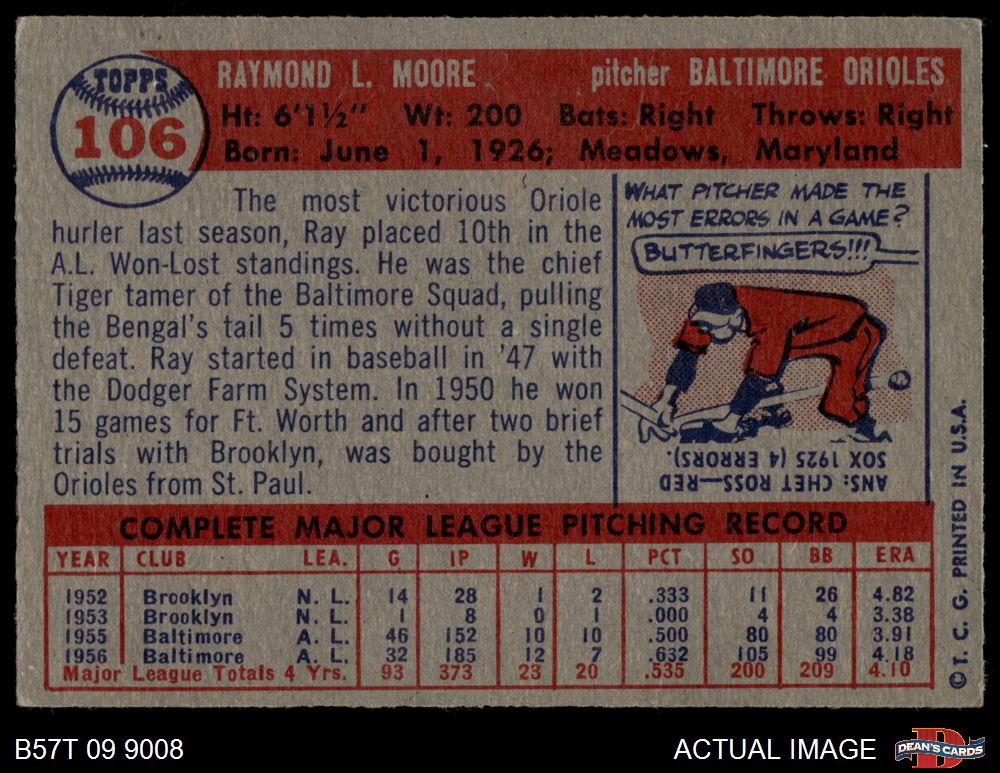 TOPPS
106
RAYMOND L. MOORE pitcher BALTIMORE ORIOLES
Ht: 6'1½" Wt: 200 Bats: Right Throws: Right
Born: June 1, 1926; Meadows, Maryland
The most victorious Oriole
hurler last season, Ray placed 10th in the
A.L. Won-Lost standings. He was the chief
Tiger tamer of the Baltimore Squad, pulling
the Bengal's tail 5 times without a single
defeat. Ray started in baseball in '47 with
the Dodger Farm System. In 1950 he won
15 games for Ft. Worth and after two brief
trials with Brooklyn, was bought by the
Orioles from St. Paul.
WHAT PITCHER MADE THE
MOST ERRORS IN A GAME?
BUTTERFINGERS!!!
ANS: CHET ROSS—RED
SOX 1925 (4 ERRORS).
COMPLETE MAJOR LEAGUE PITCHING RECORD
YEAR CLUB LEA. G IP W L PCT SO BB ERA
1952 Brooklyn N. L. 14 28 1 2 .333 11 26 4.82
1953 Brooklyn N. L. 1 8 0 1 .000 4 4 3.38
1955 Baltimore A. L. 46 152 10 10 .500 80 80 3.91
1956 Baltimore A. L. 32 185 12 7 .632 105 99 4.18
Major League Totals 4 Yrs. 93 373 23 20 .535 200 209 4.10
© T. C. G. PRINTED IN U.S.A.
B57T 09 9008
ACTUAL IMAGE
D
DEAN'S CARDS